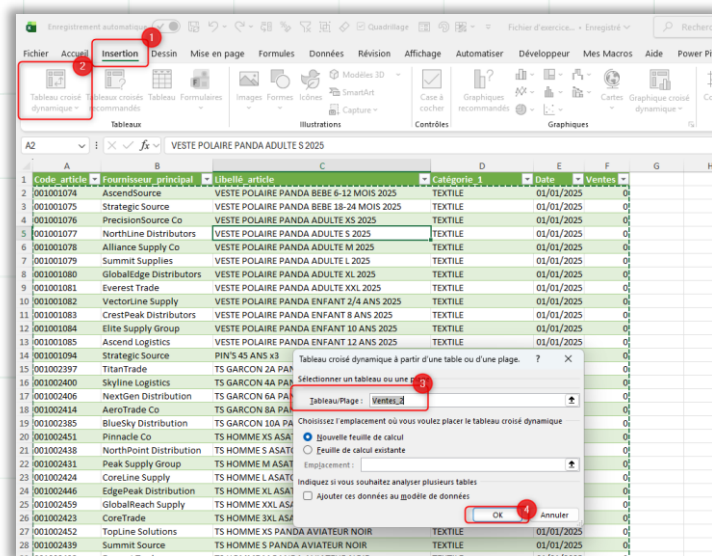 Enregistrement automatique
Quadrillage
Fichier d'exercice... • Enregistré
Recherc
1
Fichier Accueil Insertion Dessin Mise en page Formules Données Révision Affichage Automatiser Développeur Mes Macros Aide Power Pi
2
Tableau croisé dynamique
Tableaux croisés recommandés
Tableau
Formulaires
Images
Formes
Icônes
Modèles 3D
SmartArt
Capture
Case à cocher
Graphiques recommandés
Cartes
Graphique croisé dynamique
Tableaux
Illustrations
Contrôles
Graphiques
A2 fx VESTE POLAIRE PANDA ADULTE S 2025
A B C D E F G H
1 Code_article Fournisseur_principal Libellé_article Catégorie_1 Date Ventes
2 001001074 AscendSource VESTE POLAIRE PANDA BEBE 6-12 MOIS 2025 TEXTILE 01/01/2025 0
3 001001075 Strategic Source VESTE POLAIRE PANDA BEBE 18-24 MOIS 2025 TEXTILE 01/01/2025 0
4 001001076 PrecisionSource Co VESTE POLAIRE PANDA ADULTE XS 2025 TEXTILE 01/01/2025 0
5 001001077 NorthLine Distributors VESTE POLAIRE PANDA ADULTE S 2025 TEXTILE 01/01/2025 0
6 001001078 Alliance Supply Co VESTE POLAIRE PANDA ADULTE M 2025 TEXTILE 01/01/2025 0
7 001001079 Summit Supplies VESTE POLAIRE PANDA ADULTE L 2025 TEXTILE 01/01/2025 0
8 001001080 GlobalEdge Distributors VESTE POLAIRE PANDA ADULTE XL 2025 TEXTILE 01/01/2025 0
9 001001081 Everest Trade VESTE POLAIRE PANDA ADULTE XXL 2025 TEXTILE 01/01/2025 0
10 001001082 VectorLine Supply VESTE POLAIRE PANDA ENFANT 2/4 ANS 2025 TEXTILE 01/01/2025 0
11 001001083 CrestPeak Distributors VESTE POLAIRE PANDA ENFANT 8 ANS 2025 TEXTILE 01/01/2025 0
12 001001084 Elite Supply Group VESTE POLAIRE PANDA ENFANT 10 ANS 2025 TEXTILE 01/01/2025 0
13 001001085 Ascend Logistics VESTE POLAIRE PANDA ENFANT 12 ANS 2025 TEXTILE 01/01/2025 0
14 001001094 Strategic Source PIN'S 45 ANS x3
15 001002397 TitanTrade TS GARCON 2A PAN
16 001002400 Skyline Logistics TS GARCON 4A PAN
17 001002406 NextGen Distribution TS GARCON 6A PAN
18 001002414 AeroTrade Co TS GARCON 8A PAN
19 001002385 BlueSky Distribution TS GARCON 10A PA
20 001002451 Pinnacle Co TS HOMME XS ASAT
21 001002438 NorthPoint Distribution TS HOMME S ASATO
22 001002431 Peak Supply Group TS HOMME M ASAT
23 001002424 CoreLine Supply TS HOMME L ASATO
24 001002446 EdgePeak Distribution TS HOMME XL ASAT
25 001002459 GlobalReach Supply TS HOMME XXL ASA
26 001002423 CoreTrade TS HOMME 3XL ASA
27 001002452 TopLine Solutions TS HOMME XS PANDA AVIATEUR NOIR TEXTILE 01/01/2025 0
28 001002439 Summit Source TS HOMME S PANDA AVIATEUR NOIR TEXTILE 01/01/2025 0
Tableau croisé dynamique à partir d'une table ou d'une plage. ? ×
Sélectionner un tableau ou une
3
Tableau/Plage : Ventes_2
Choisissez l'emplacement où vous voulez placer le tableau croisé dynamique
Nouvelle feuille de calcul
Feuille de calcul existante
Emplacement :
Indiquez si vous souhaitez analyser plusieurs tables
Ajouter ces données au modèle de données
4
OK Annuler